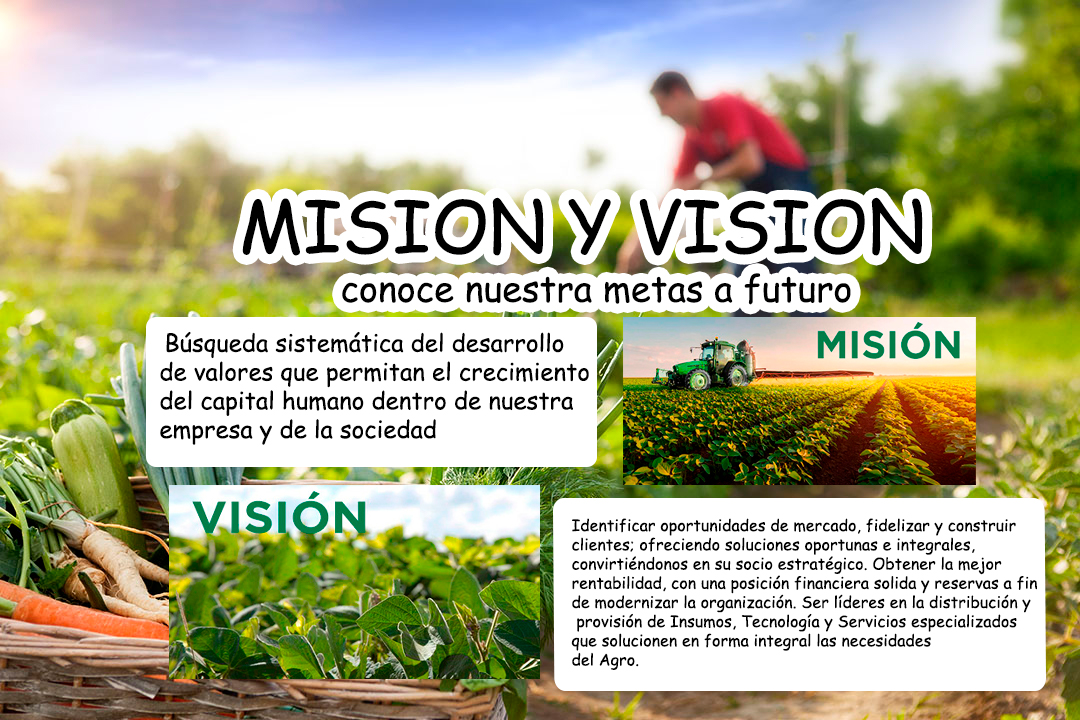 MISION Y VISION
conoce nuestra metas a futuro
Búsqueda sistemática del desarrollo
de valores que permitan el crecimiento
del capital humano dentro de nuestra
empresa y de la sociedad
MISIÓN
VISIÓN
Identificar oportunidades de mercado, fidelizar y construir
clientes; ofreciendo soluciones oportunas e integrales,
convirtiéndonos en su socio estratégico. Obtener la mejor
rentabilidad, con una posición financiera solida y reservas a fin
de modernizar la organización. Ser líderes en la distribución y
provisión de Insumos, Tecnología y Servicios especializados
que solucionen en forma integral las necesidades
del Agro.